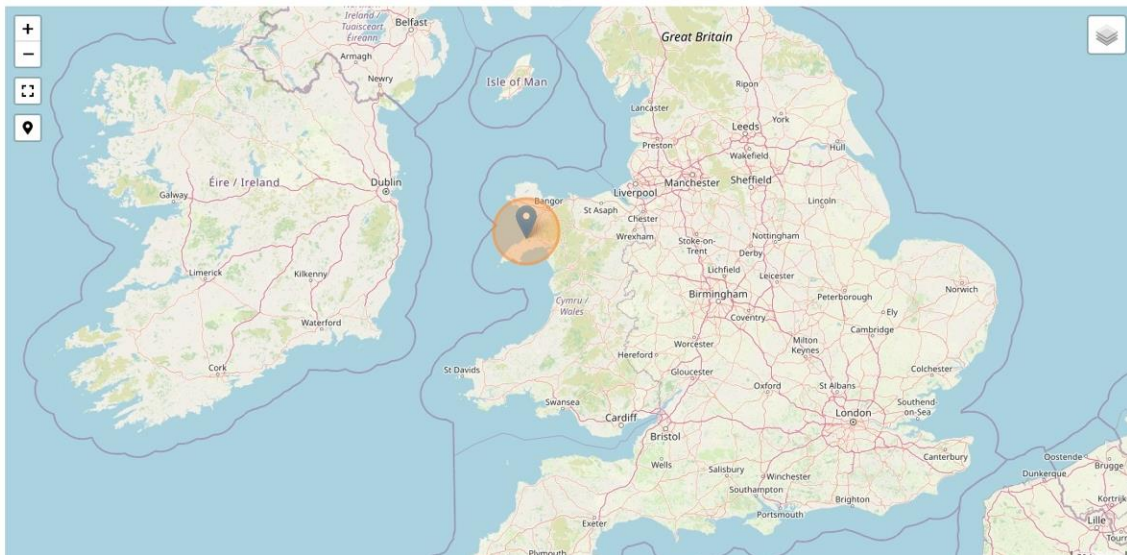 +
−
Northern
Ireland /
Tuaisceart
Éireann
Belfast
Armagh
Newry
Isle of Man
Great Britain
Ripon
Lancaster
York
Leeds
Preston
Hull
Wakefield
Éire / Ireland
Dublin
Galway
Liverpool
Manchester
Sheffield
Bangor
St Asaph
Chester
Lincoln
Wrexham
Stoke-on-
Trent
Nottingham
Derby
Limerick
Kilkenny
Lichfield
Leicester
Norwich
Birmingham
Peterborough
Cymru /
Wales
Coventry
Ely
Waterford
Cambridge
Worcester
Milton
Keynes
Hereford
Cork
St Davids
Gloucester
Colchester
Oxford
St Albans
Swansea
Southend-
on-Sea
Cardiff
London
Bristol
Canterbury
Oostende
Wells
Salisbury
Winchester
Dunkerque
Brugge
Southampton
Brighton
Kortrijk
Portsmouth
Exeter
Lille
Plymouth